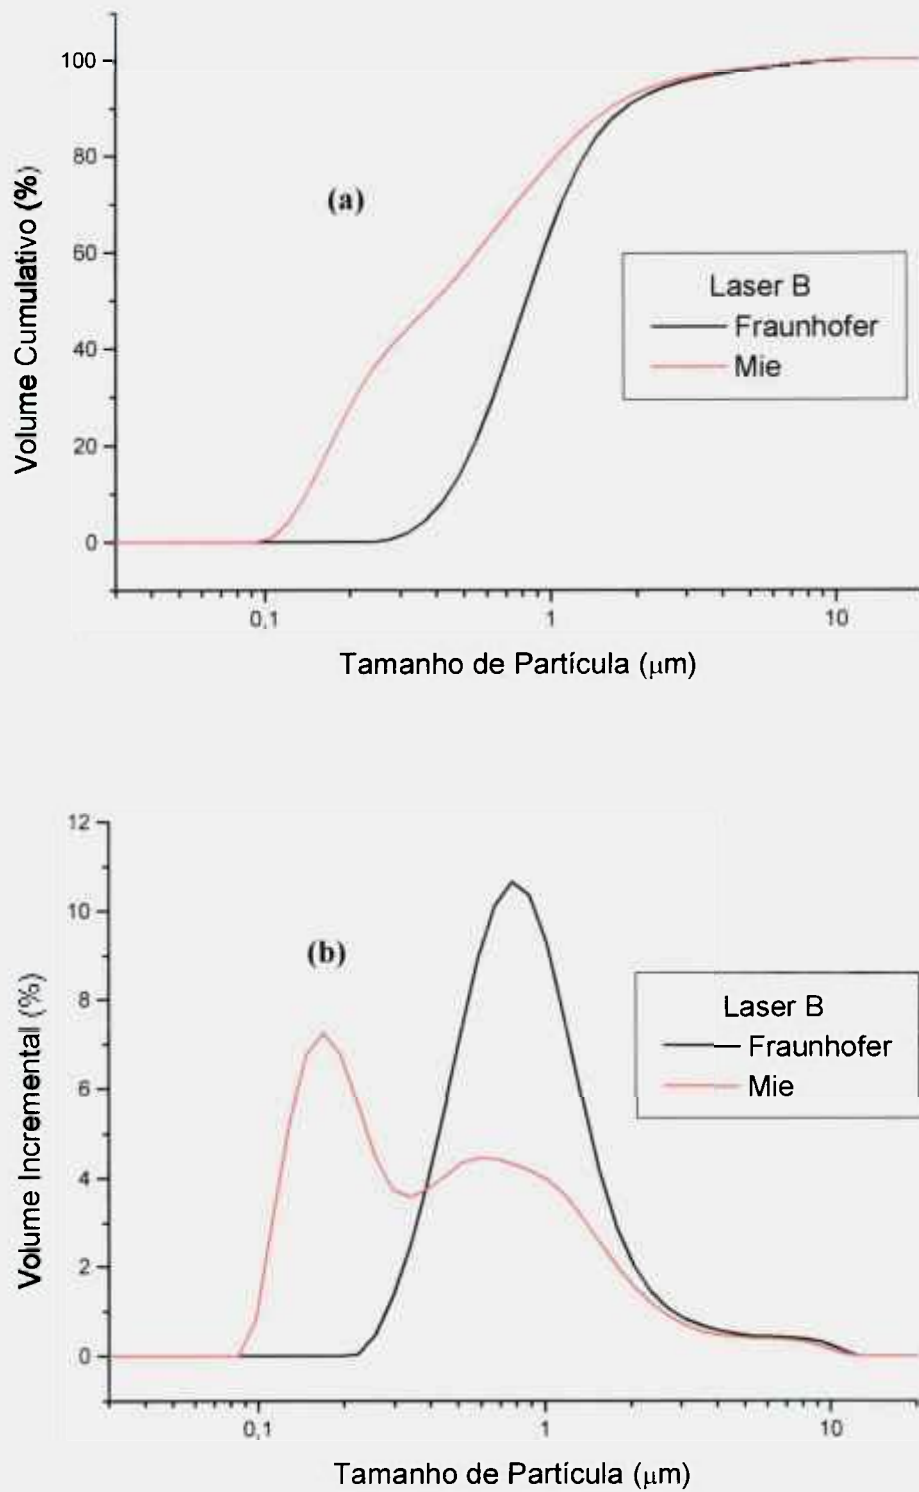 100
80
60
40
20
0
Volume Cumulativo (%)
(a)
Laser B
Fraunhofer
Mie
0,1
1
10
Tamanho de Partícula (μm)
12
10
8
6
4
2
0
Volume Incremental (%)
(b)
Laser B
Fraunhofer
Mie
0,1
1
10
Tamanho de Partícula (μm)